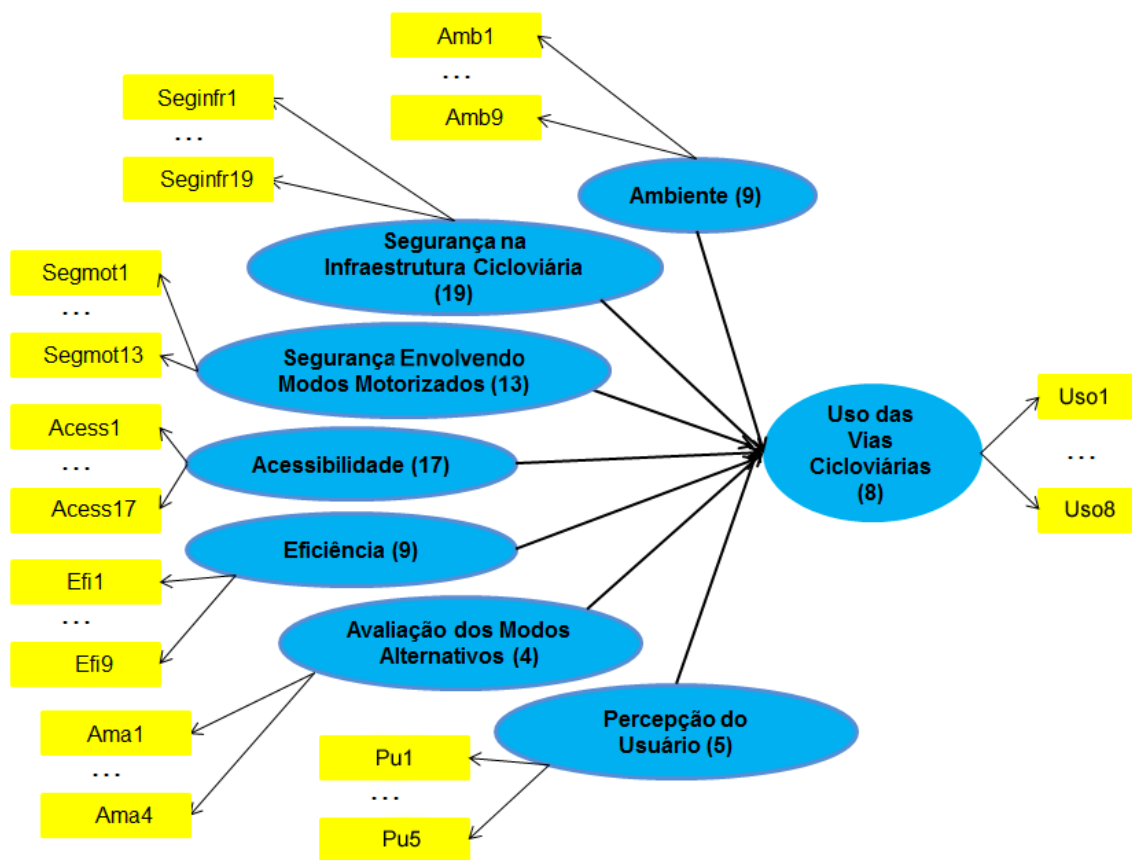 Amb1
...
Amb9
Seginfr1
...
Seginfr19
Ambiente (9)
Segurança na
Infraestrutura Cicloviária
(19)
Segmot1
...
Segmot13
Segurança Envolvendo
Modos Motorizados (13)
Acess1
...
Acess17
Acessibilidade (17)
Uso das
Vias
Cicloviárias
(8)
Uso1
...
Uso8
Eficiência (9)
Efi1
...
Efi9
Avaliação dos Modos
Alternativos (4)
Ama1
...
Ama4
Percepção do
Usuário (5)
Pu1
...
Pu5